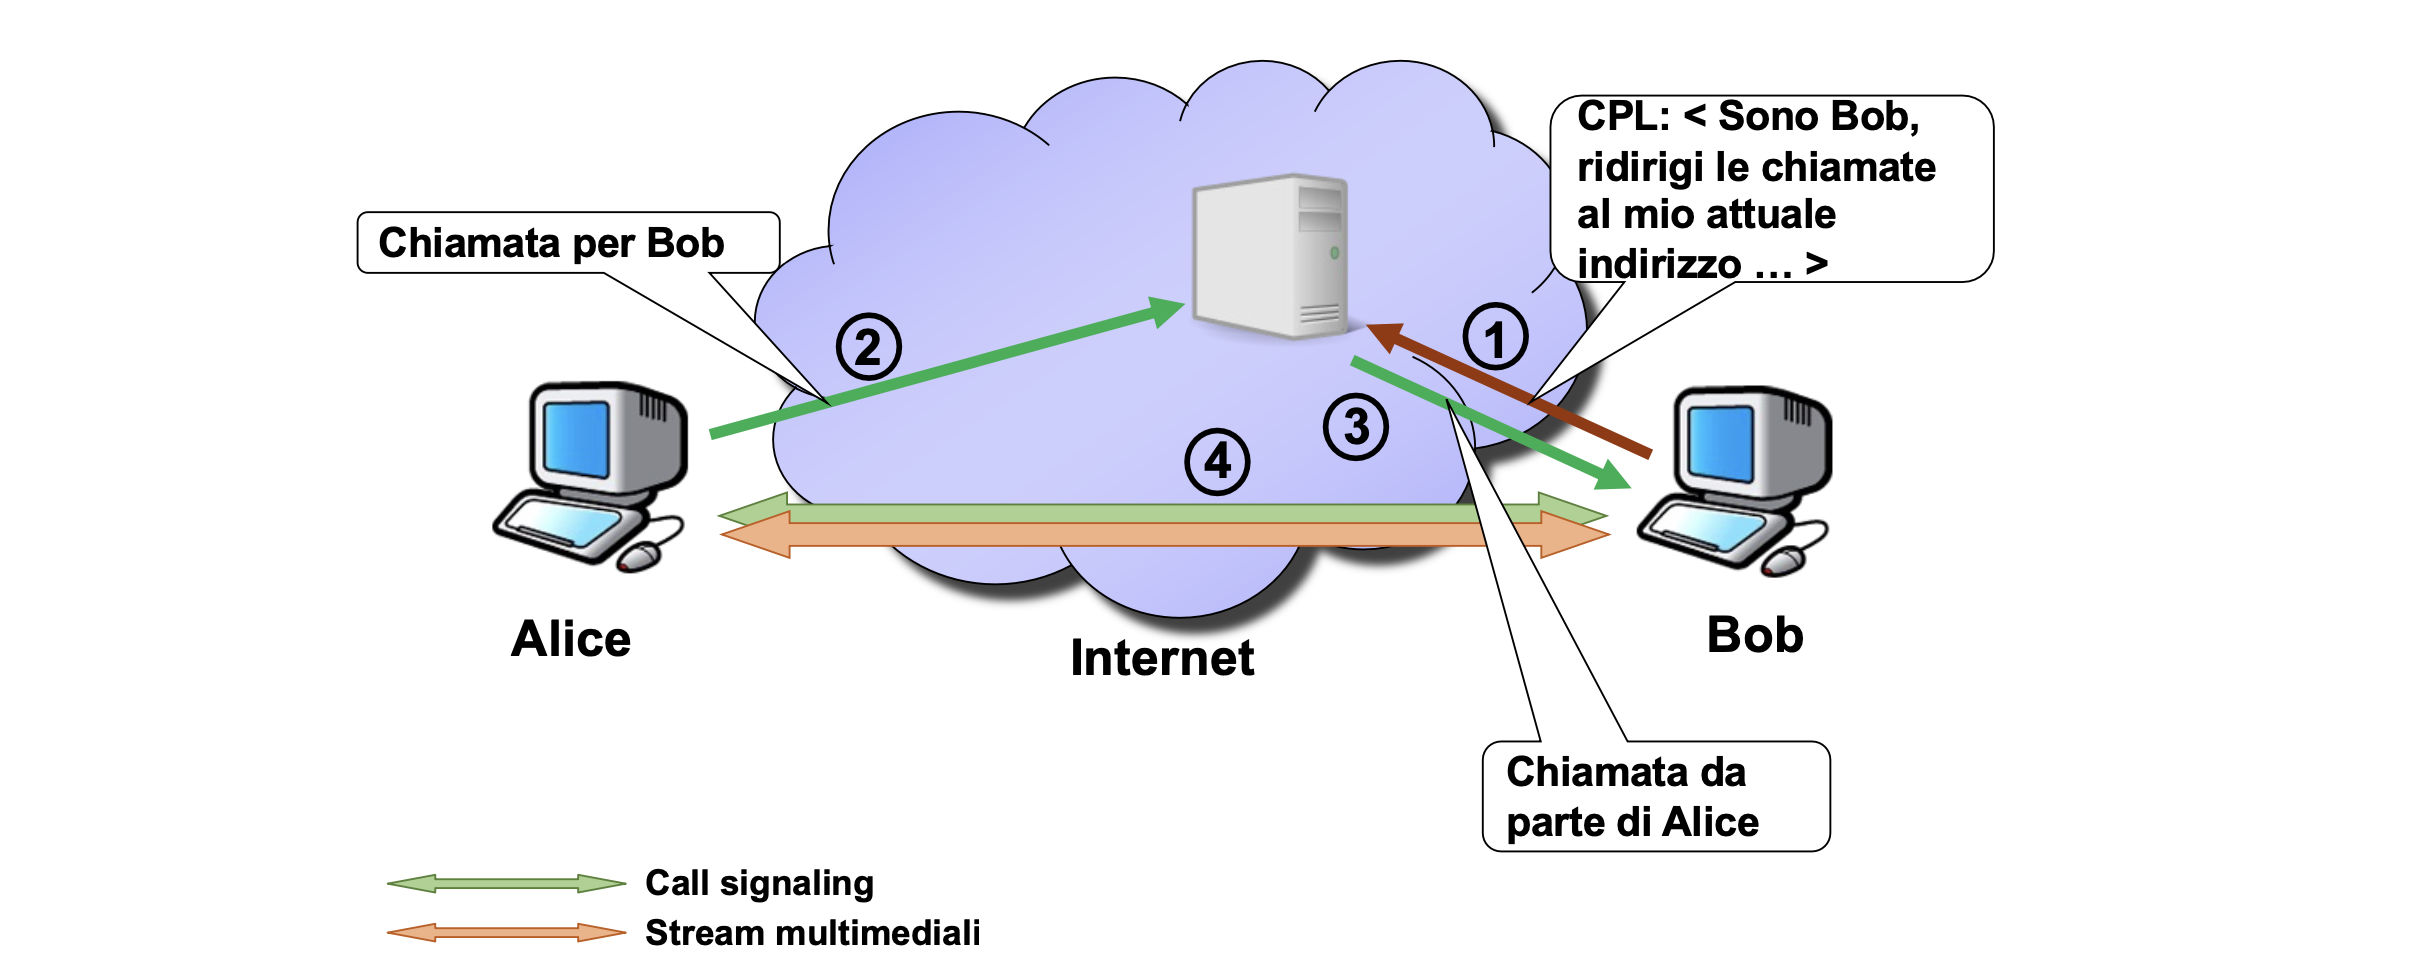 CPL: < Sono Bob,
ridirigi le chiamate
al mio attuale
indirizzo … >
Chiamata per Bob
2
1
3
4
Alice
Internet
Bob
Chiamata da
parte di Alice
Call signaling
Stream multimediali